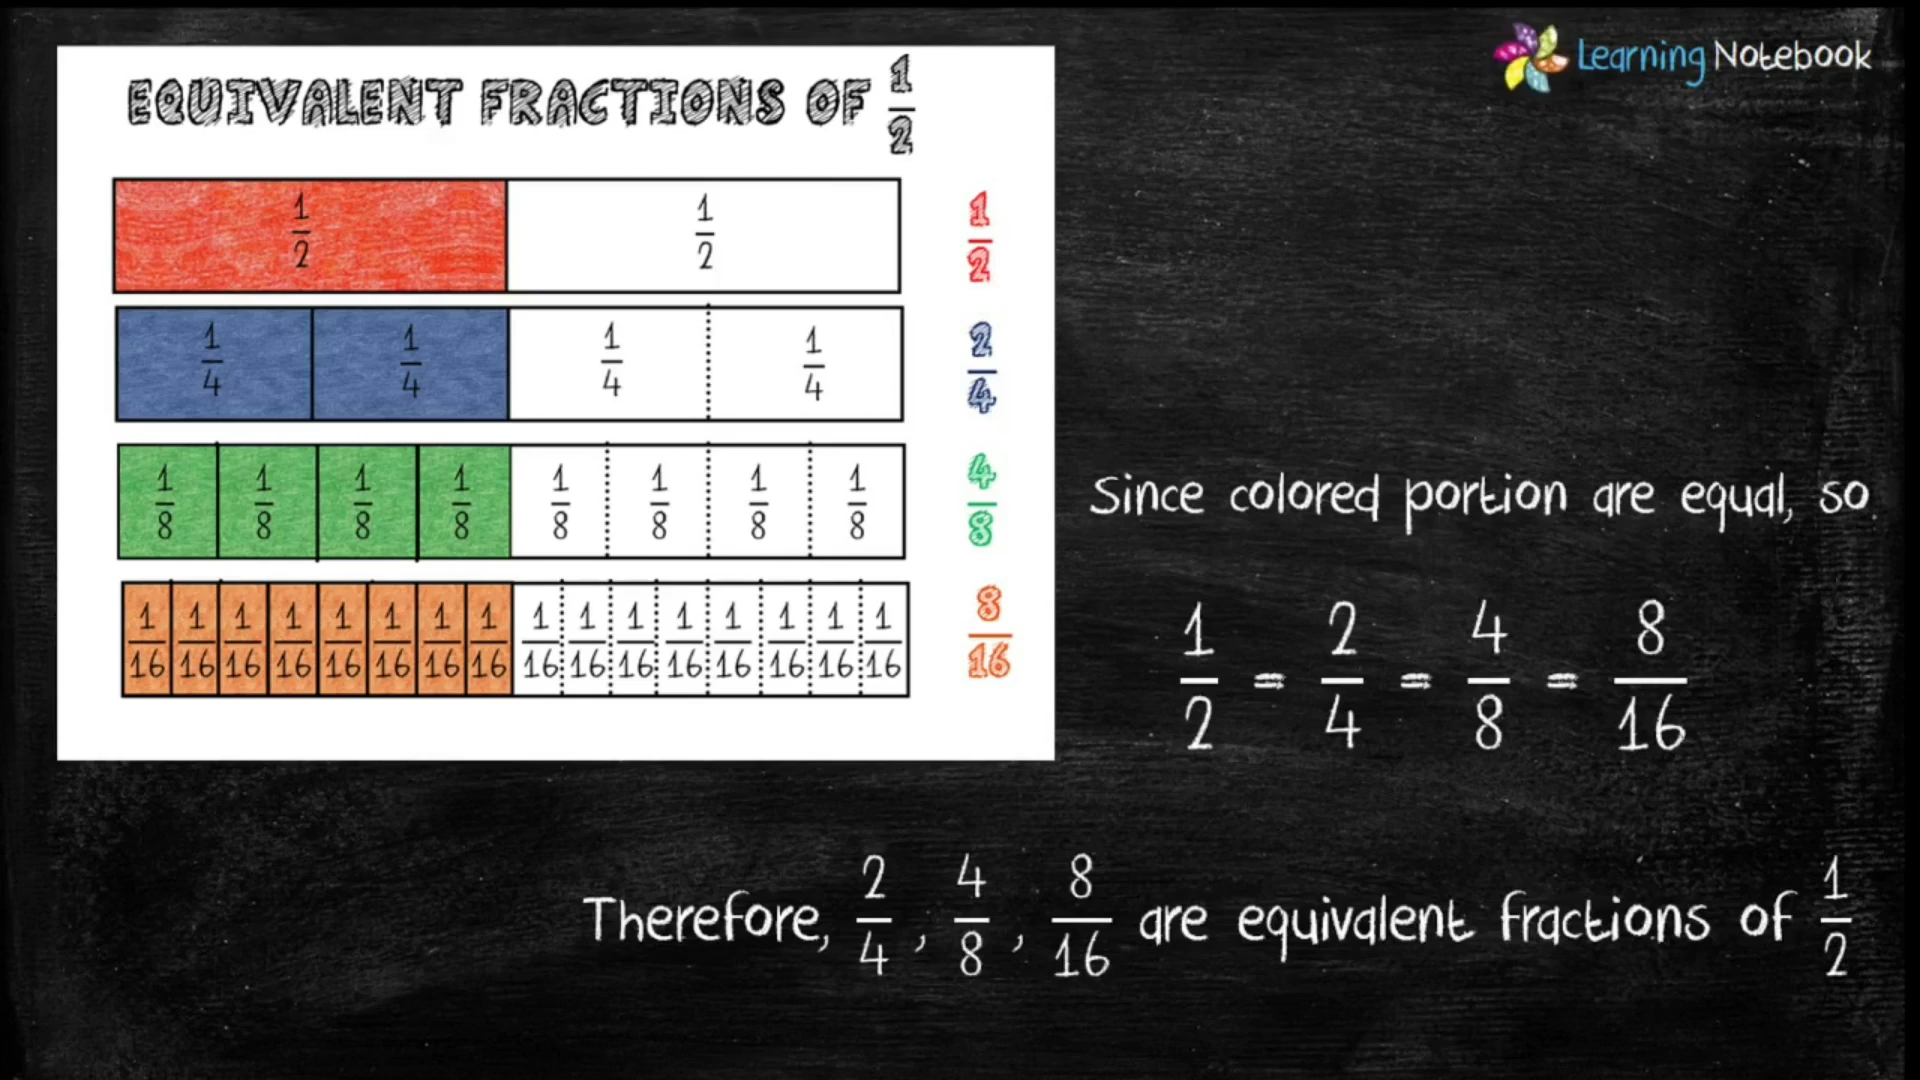 Learning Notebook
EQUIVALENT FRACTIONS OF 1/2
1/2 1/2 1/2
1/4 1/4 1/4 1/4 2/4
1/8 1/8 1/8 1/8 1/8 1/8 1/8 1/8 4/8
1/16 1/16 1/16 1/16 1/16 1/16 1/16 1/16 1/16 1/16 1/16 1/16 1/16 1/16 1/16 1/16 8/16
Since colored portion are equal, so
1/2 = 2/4 = 4/8 = 8/16
Therefore, 2/4, 4/8, 8/16 are equivalent fractions of 1/2